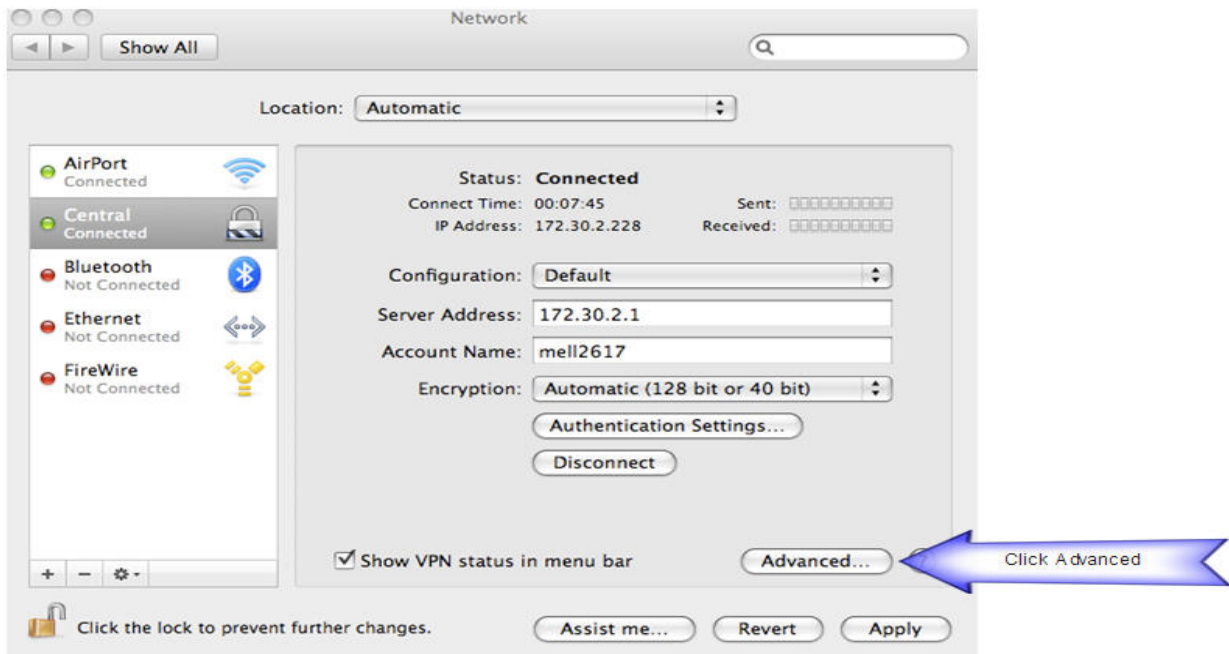 Network
Show All
Location: Automatic
AirPort
Connected
Central
Connected
Bluetooth
Not Connected
Ethernet
Not Connected
FireWire
Not Connected
Status: Connected
Connect Time: 00:07:45 Sent:
IP Address: 172.30.2.228 Received:
Configuration: Default
Server Address: 172.30.2.1
Account Name: mell2617
Encryption: Automatic (128 bit or 40 bit)
Authentication Settings...
Disconnect
Show VPN status in menu bar
Advanced...
Click Advanced
Click the lock to prevent further changes.
Assist me...
Revert
Apply